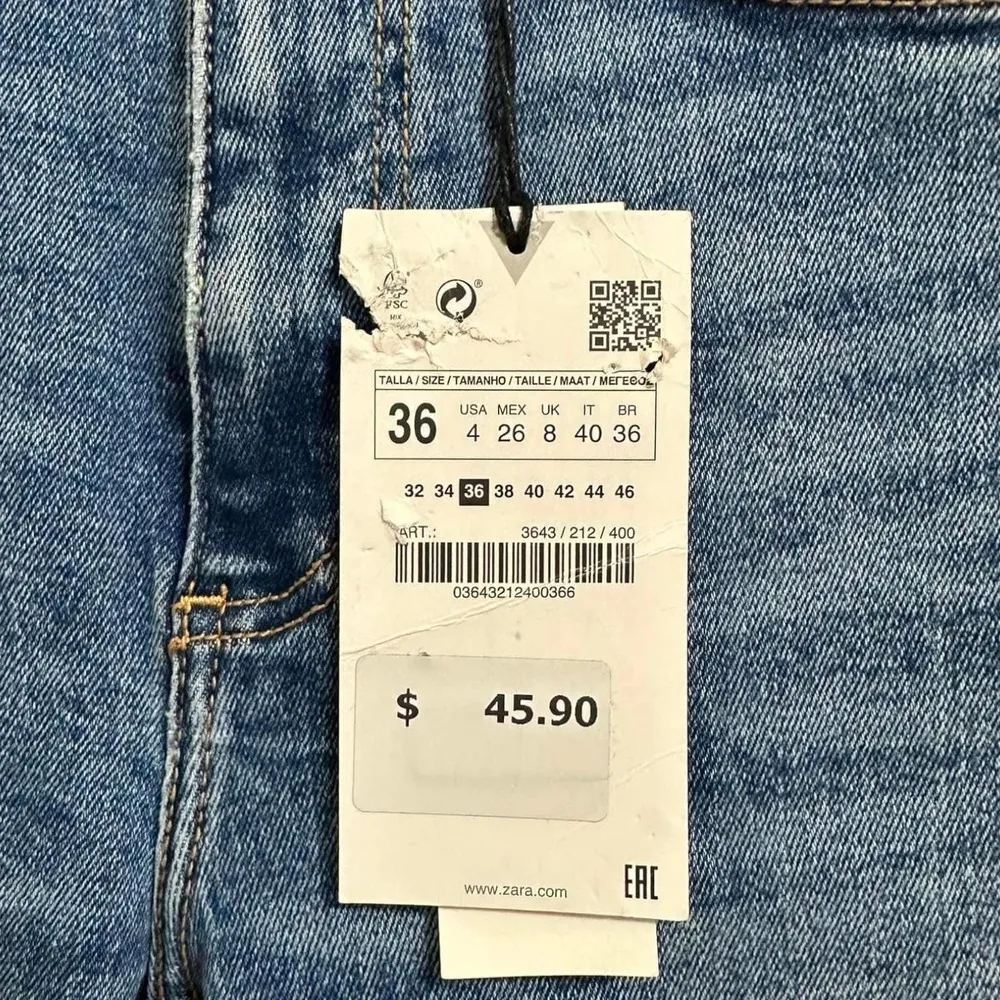 FSC
MIX
®
TALLA / SIZE / TAMANHO / TAILLE / MAAT / ΜΕΓΕΘΟΣ
36
USA MEX UK IT BR
4 26 8 40 36
32 34 36 38 40 42 44 46
ART.: 3643 / 212 / 400
03643212400366
$ 45.90
www.zara.com
EAC